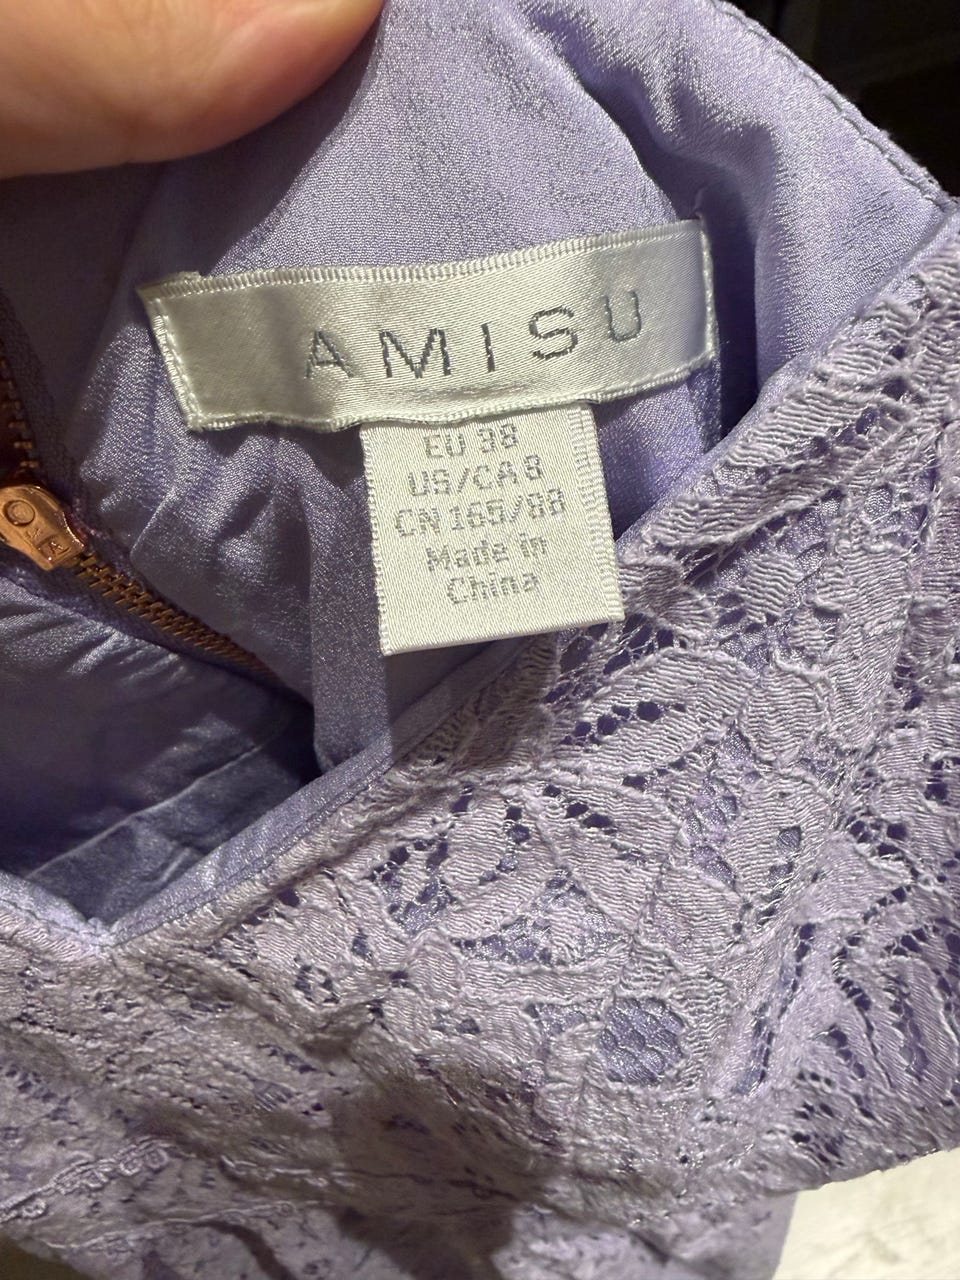 AMISU
EU 38
US/CA 8
CN 165/88
Made in
China